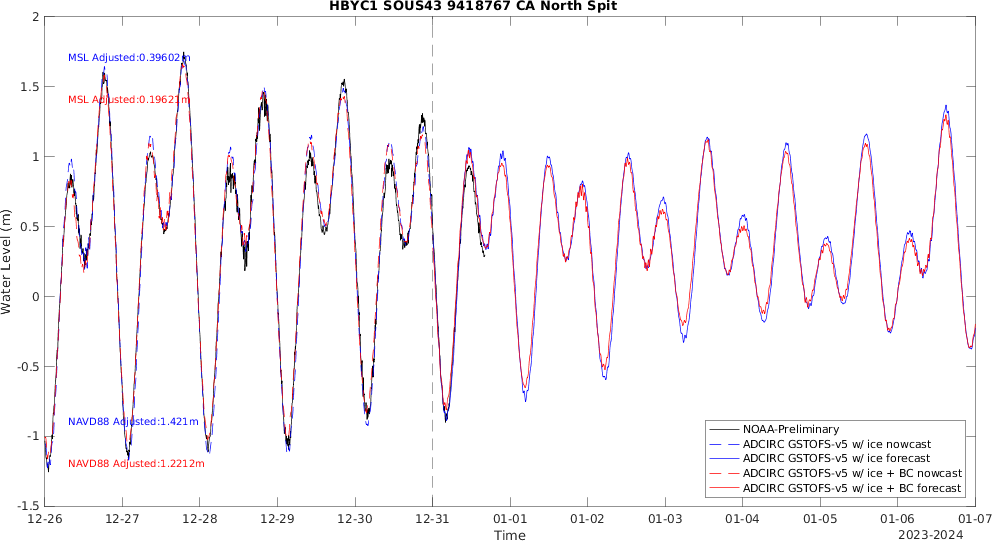 HBYC1 SOUS43 9418767 CA North Spit
2
1.5
1
0.5
0
-0.5
-1
-1.5
Water Level (m)
MSL Adjusted:0.39602m
MSL Adjusted:0.19621m
NAVD88 Adjusted:1.421m
NAVD88 Adjusted:1.2212m
NOAA-Preliminary
ADCIRC GSTOFS-v5 w/ ice nowcast
ADCIRC GSTOFS-v5 w/ ice forecast
ADCIRC GSTOFS-v5 w/ ice + BC nowcast
ADCIRC GSTOFS-v5 w/ ice + BC forecast
12-26 12-27 12-28 12-29 12-30 12-31 01-01 01-02 01-03 01-04 01-05 01-06 01-07
Time
2023-2024